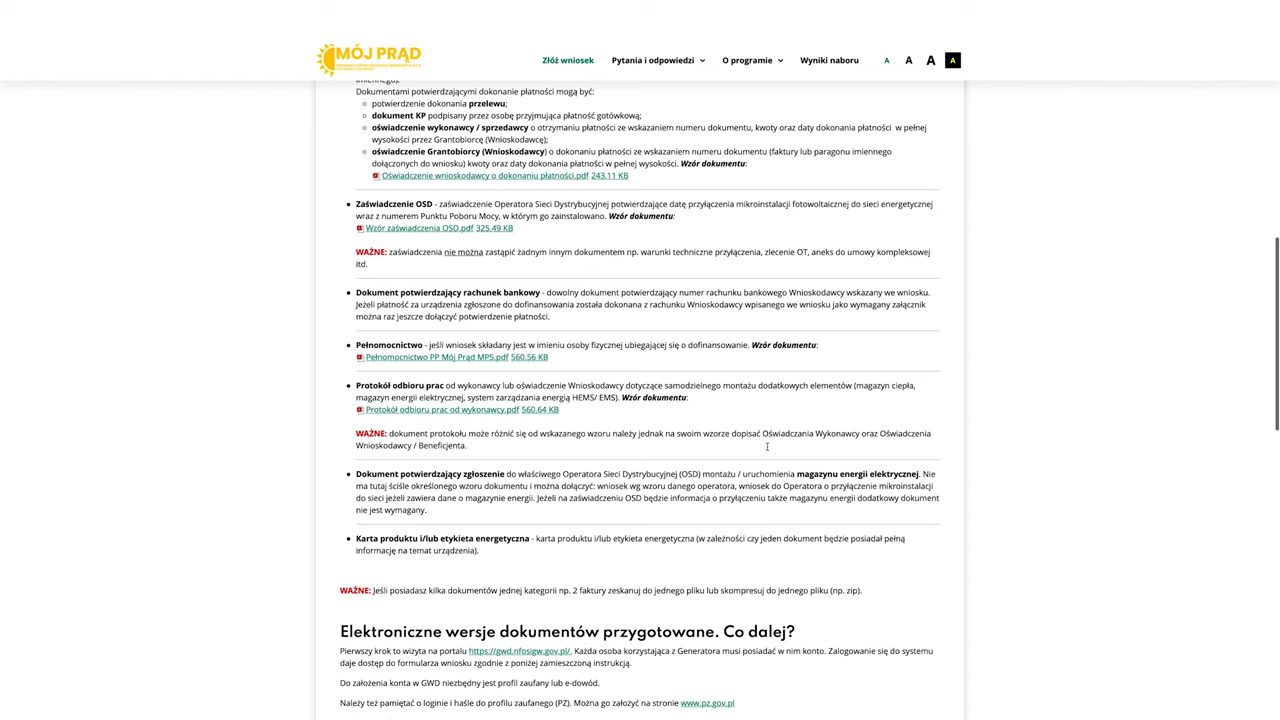 MÓJ PRĄD
Złóż wniosek
Pytania i odpowiedzi
O programie
Wyniki naboru
A A A A
imiennego).
Dokumentami potwierdzającymi dokonanie płatności mogą być:
potwierdzenie dokonania przelewu;
dokument KP podpisany przez osobę przyjmująca płatność gotówkową;
oświadczenie wykonawcy / sprzedawcy o otrzymaniu płatności ze wskazaniem numeru dokumentu, kwoty oraz daty dokonania płatności w pełnej
wysokości przez Grantobiorcę (Wnioskodawcę);
oświadczenie Grantobiorcy (Wnioskodawcy) o dokonaniu płatności ze wskazaniem numeru dokumentu (faktury lub paragonu imiennego
dołączonych do wniosku) kwoty oraz daty dokonania płatności w pełnej wysokości. Wzór dokumentu:
Oświadczenie wnioskodawcy o dokonaniu płatności.pdf 243.11 KB
Zaświadczenie OSD - zaświadczenie Operatora Sieci Dystrybucyjnej potwierdzające datę przyłączenia mikroinstalacji fotowoltaicznej do sieci energetycznej
wraz z numerem Punktu Poboru Mocy, w którym go zainstalowano. Wzór dokumentu:
Wzór zaświadczenia OSD.pdf 325.49 KB
WAŻNE: zaświadczenia nie można zastąpić żadnym innym dokumentem np. warunki techniczne przyłączenia, zlecenie OT, aneks do umowy kompleksowej
itd.
Dokument potwierdzający rachunek bankowy - dowolny dokument potwierdzający numer rachunku bankowego Wnioskodawcy wskazany we wniosku.
Jeżeli płatność za urządzenia zgłoszone do dofinansowania została dokonana z rachunku Wnioskodawcy wpisanego we wniosku jako wymagany załącznik
można raz jeszcze dołączyć potwierdzenie płatności.
Pełnomocnictwo - jeśli wniosek składany jest w imieniu osoby fizycznej ubiegającej się o dofinansowanie. Wzór dokumentu:
Pełnomocnictwo PP Mój Prąd MP5.pdf 560.56 KB
Protokół odbioru prac od wykonawcy lub oświadczenie Wnioskodawcy dotyczące samodzielnego montażu dodatkowych elementów (magazyn ciepła,
magazyn energii elektrycznej, system zarządzania energią HEMS/ EMS). Wzór dokumentu:
Protokół odbioru prac od wykonawcy.pdf 560.64 KB
WAŻNE: dokument protokołu może różnić się od wskazanego wzoru należy jednak na swoim wzorze dopisać Oświadczania Wykonawcy oraz Oświadczenia
Wnioskodawcy / Beneficjenta.
Dokument potwierdzający zgłoszenie do właściwego Operatora Sieci Dystrybucyjnej (OSD) montażu / uruchomienia magazynu energii elektrycznej. Nie
ma tutaj ściśle określonego wzoru dokumentu i można dołączyć: wniosek wg wzoru danego operatora, wniosek do Operatora o przyłączenie mikroinstalacji
do sieci jeżeli zawiera dane o magazynie energii. Jeżeli na zaświadczeniu OSD będzie informacja o przyłączeniu także magazynu energii dodatkowy dokument
nie jest wymagany.
Karta produktu i/lub etykieta energetyczna - karta produktu i/lub etykieta energetyczna (w zależności czy jeden dokument będzie posiadał pełną
informację na temat urządzenia).
WAŻNE: Jeśli posiadasz kilka dokumentów jednej kategorii np. 2 faktury zeskanuj do jednego pliku lub skompresuj do jednego pliku (np. zip).
Elektroniczne wersje dokumentów przygotowane. Co dalej?
Pierwszy krok to wizyta na portalu https://gwd.nfosigw.gov.pl/. Każda osoba korzystająca z Generatora musi posiadać w nim konto. Zalogowanie się do systemu
daje dostęp do formularza wniosku zgodnie z poniżej zamieszczoną instrukcją.
Do założenia konta w GWD niezbędny jest profil zaufany lub e-dowód.
Należy też pamiętać o loginie i haśle do profilu zaufanego (PZ). Można go założyć na stronie www.pz.gov.pl